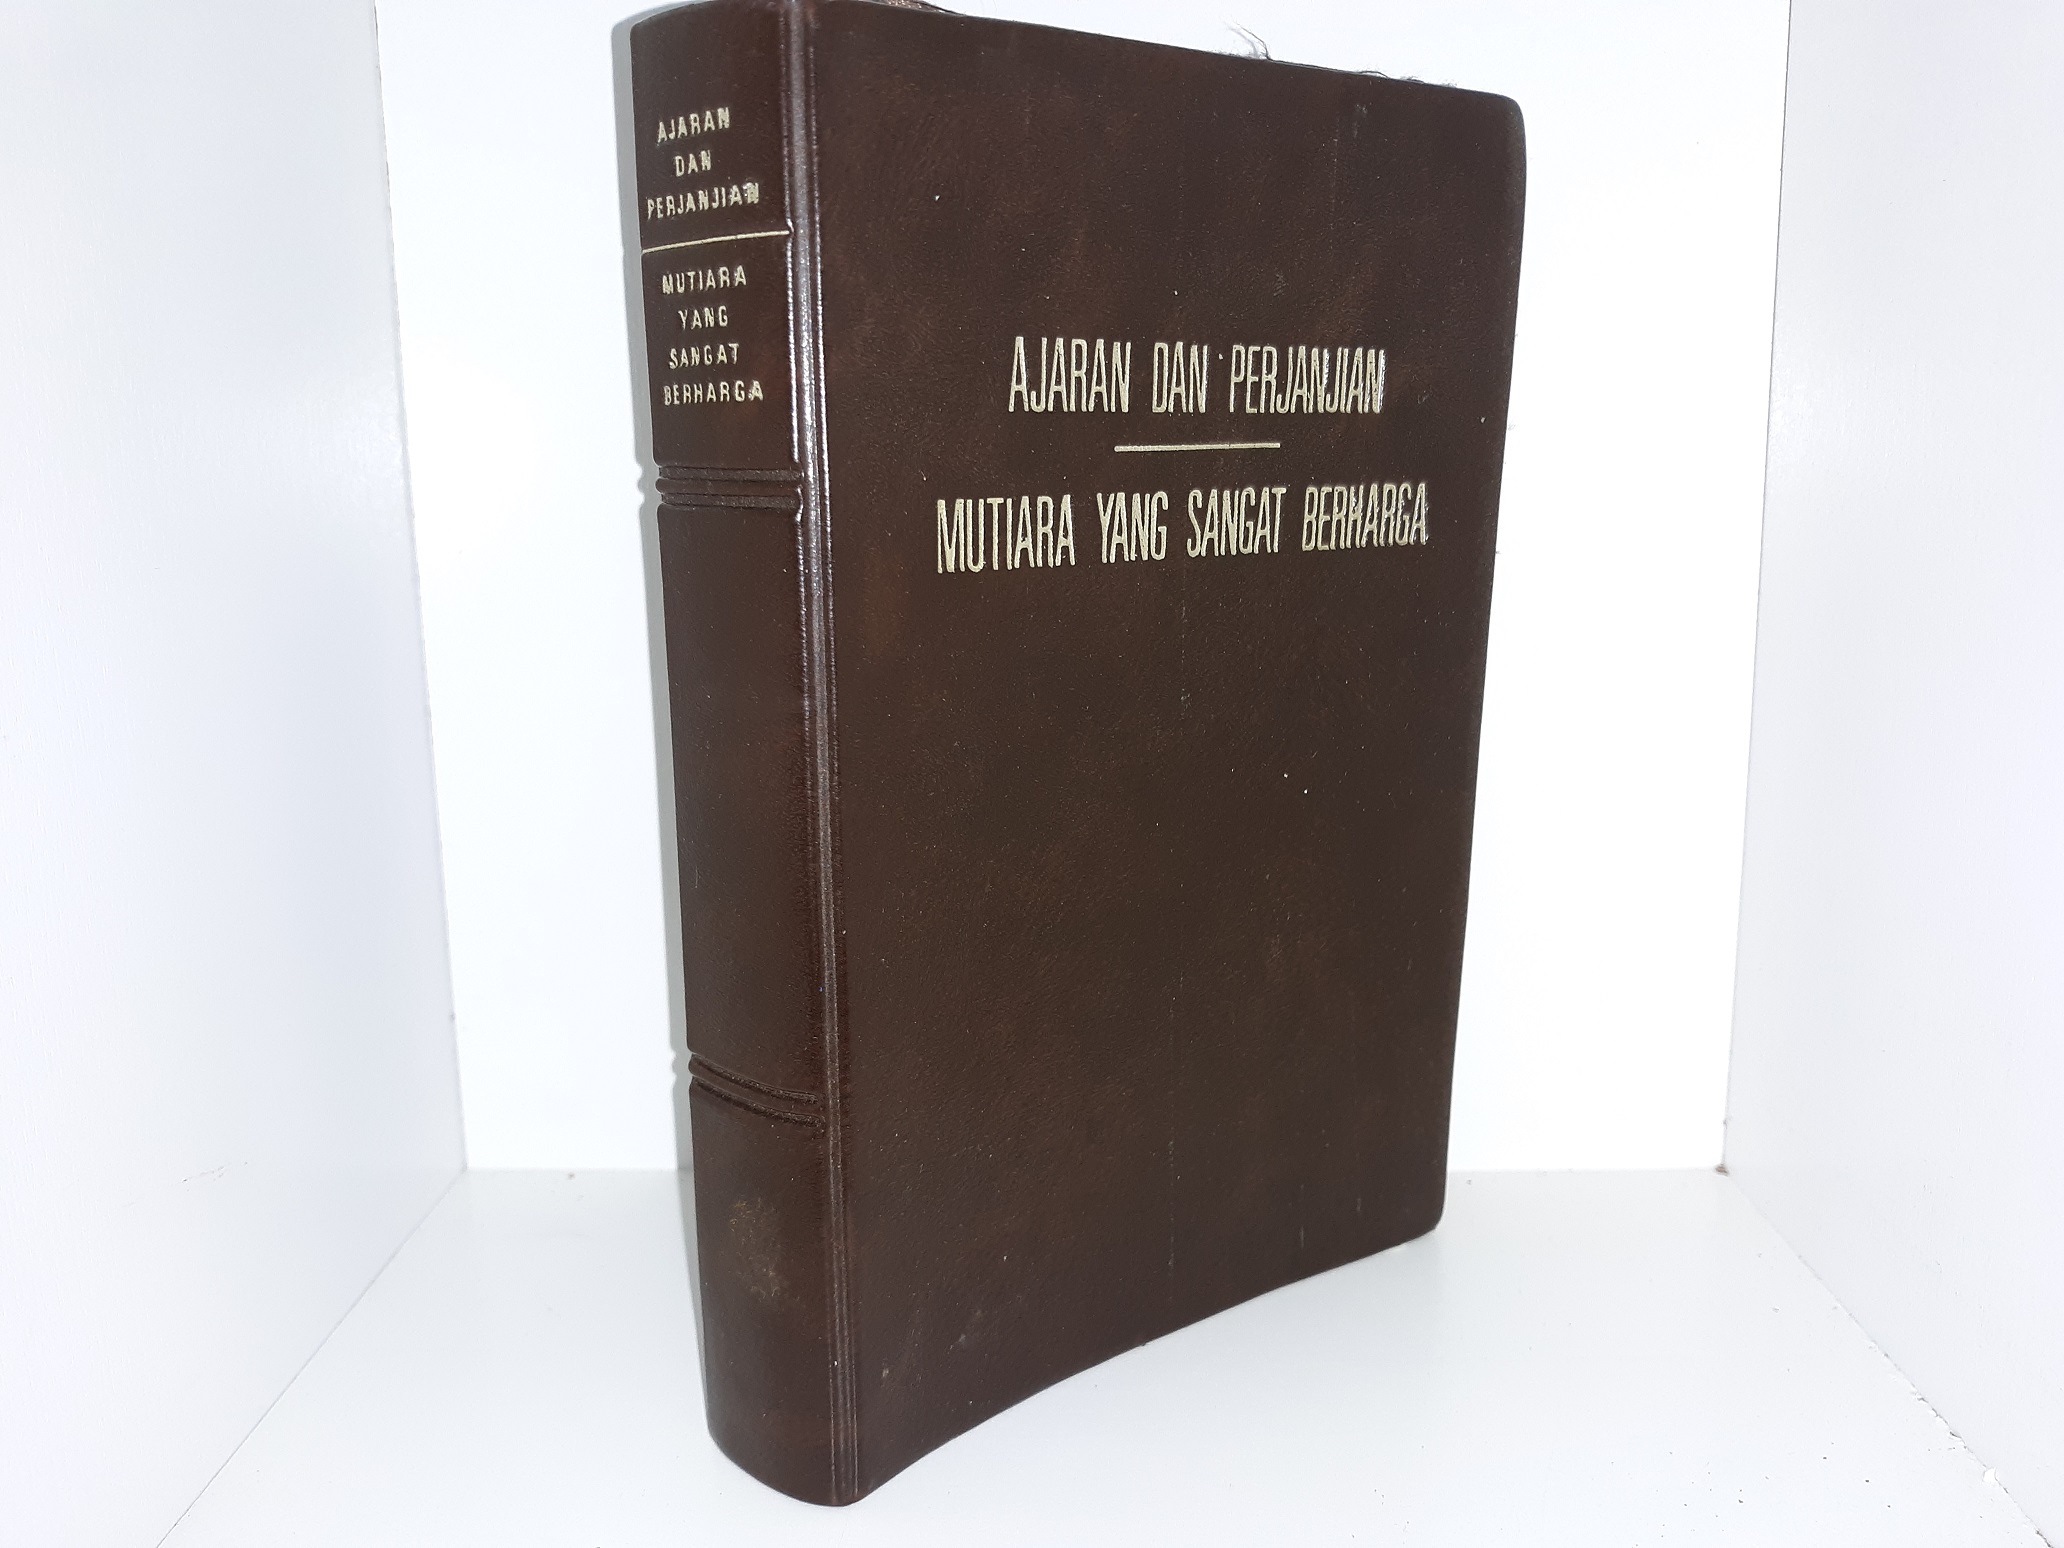 AJARAN
DAN
PERJANJIAN
MUTIARA
YANG
SANGAT
BERHARGA
AJARAN DAN PERJANJIAN
MUTIARA YANG SANGAT BERHARGA